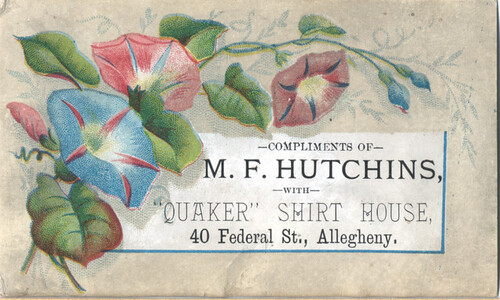 —COMPLIMENTS OF—
M. F. HUTCHINS,
—WITH—
"QUAKER" SHIRT HOUSE,
40 Federal St., Allegheny.